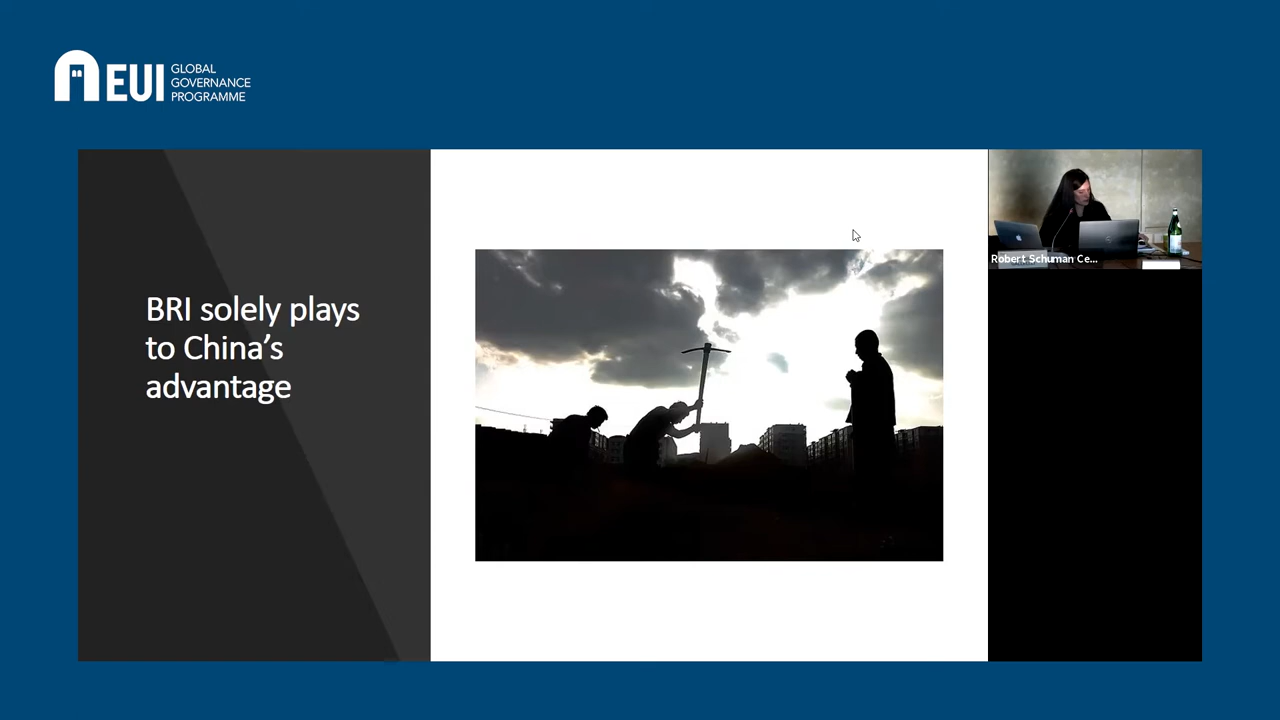 EUI
GLOBAL
GOVERNANCE
PROGRAMME
BRI solely plays
to China's
advantage
Robert Schuman Ce...